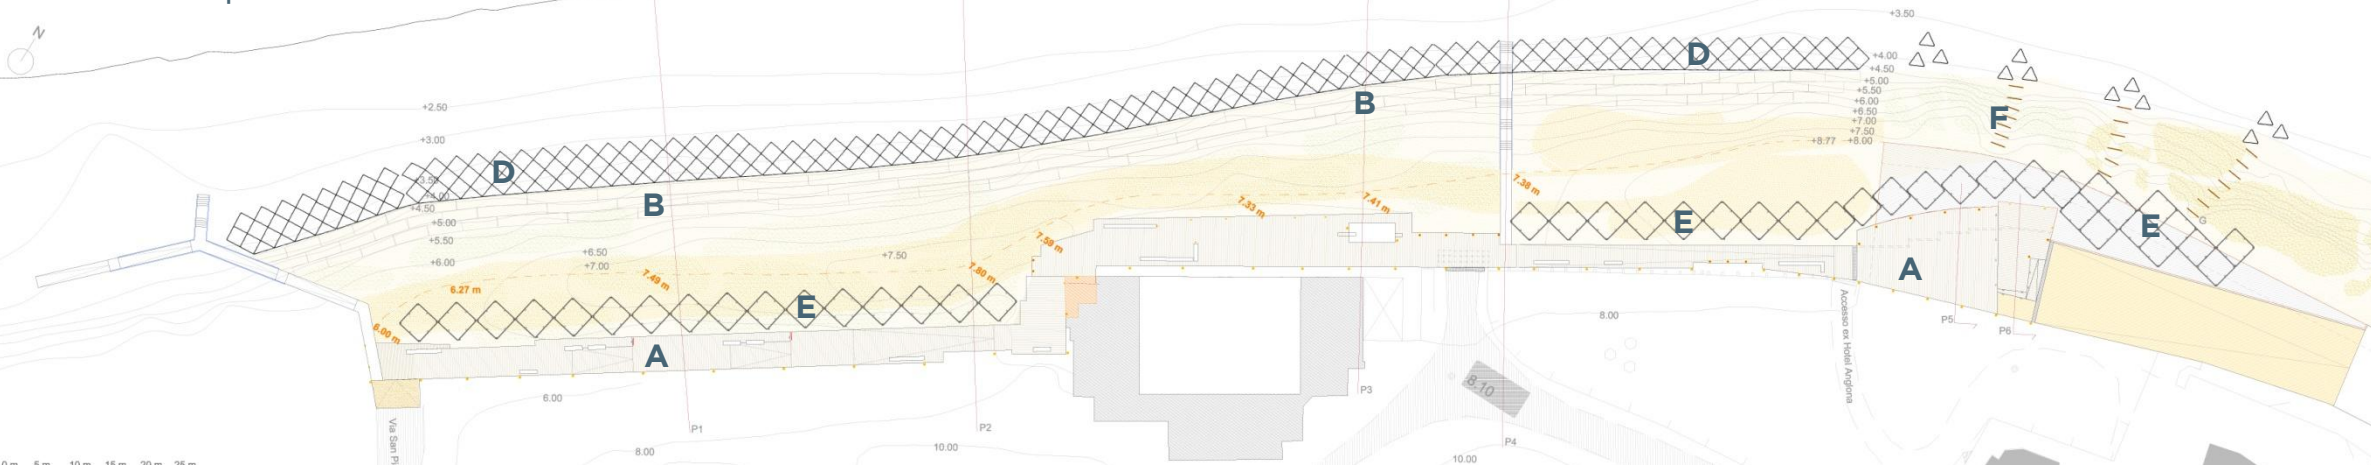 N
+3.50
D
+4.00
+4.50
+5.00
+5.50
+6.00
+6.50
+7.00
+7.50
+8.77
+8.00
F
B
+2.50
+3.00
D
+3.50
+4.00
+4.50
+5.00
+5.50
+6.00
B
7.38 m
7.41 m
7.33 m
7.59 m
7.80 m
+7.50
+6.50
+7.00
7.49 m
6.27 m
6.00 m
E
E
E
G
A
A
P5
P6
8.00
Accesso ex Hotel Anglona
8.10
P3
P4
P1
P2
6.00
8.00
10.00
10.00
Via San Pi
0 m 5 m 10 m 15 m 20 m 25 m